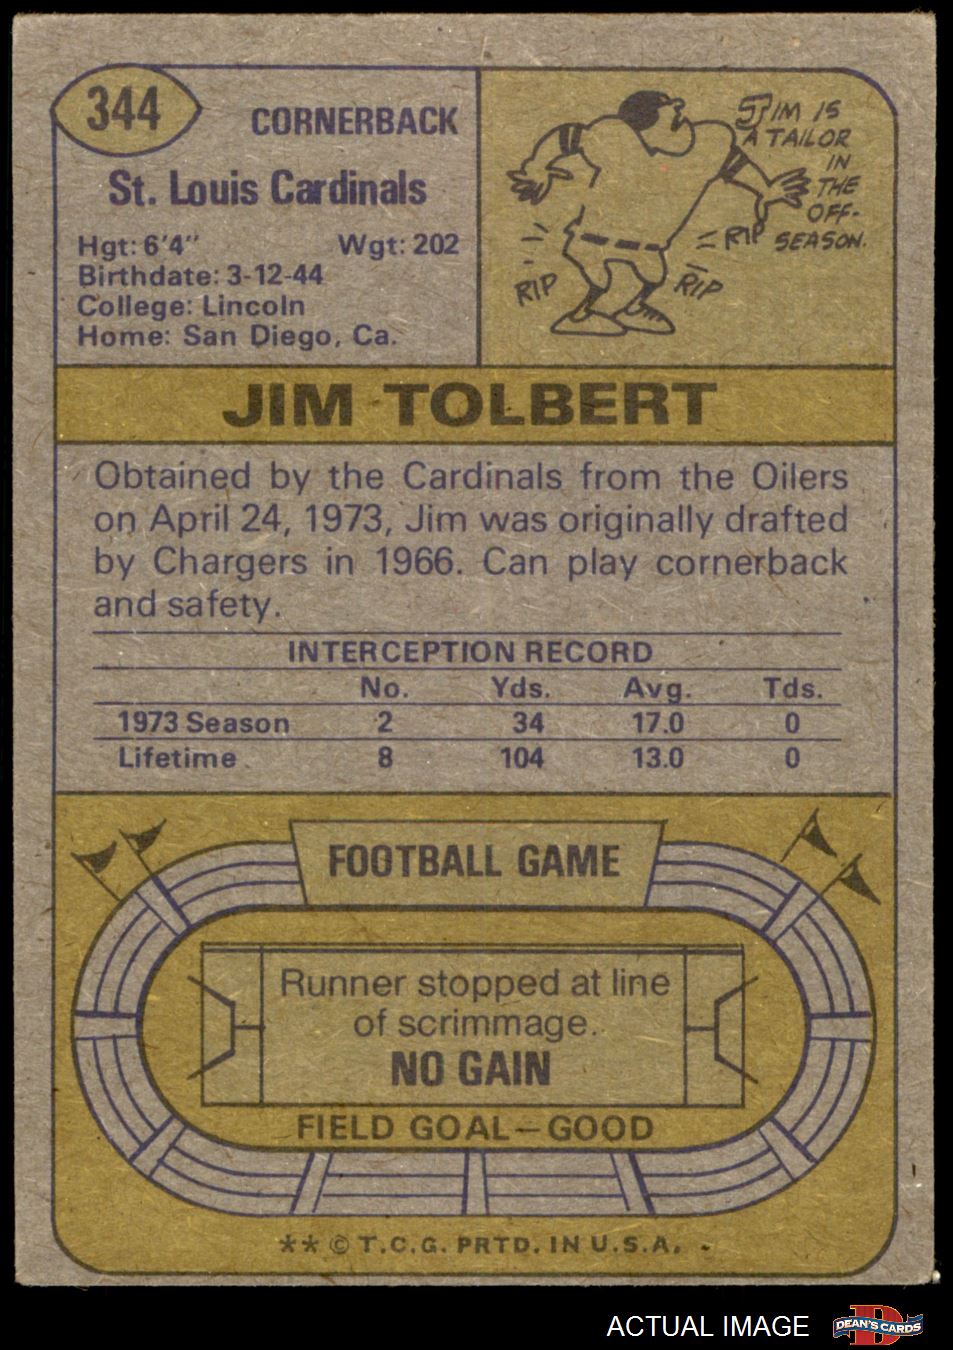 344
CORNERBACK
St. Louis Cardinals
Hgt: 6'4" Wgt: 202
Birthdate: 3-12-44
College: Lincoln
Home: San Diego, Ca.
JIM IS
A TAILOR
IN
THE
OFF-
SEASON.
RIP
RIP
RIP
JIM TOLBERT
Obtained by the Cardinals from the Oilers
on April 24, 1973, Jim was originally drafted
by Chargers in 1966. Can play cornerback
and safety.
INTERCEPTION RECORD
No. Yds. Avg. Tds.
1973 Season 2 34 17.0 0
Lifetime 8 104 13.0 0
FOOTBALL GAME
Runner stopped at line
of scrimmage.
NO GAIN
FIELD GOAL—GOOD
** © T.C.G. PRTD. IN U.S.A.
ACTUAL IMAGE
D
DEAN'S CARDS